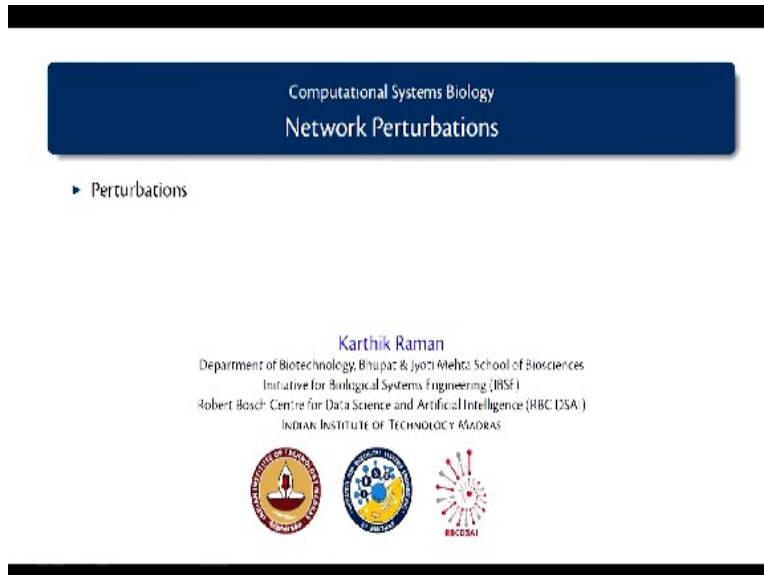 Computational Systems Biology
Network Perturbations
Perturbations
Karthik Raman
Department of Biotechnology, Bhupat & Jyoti Mehta School of Biosciences
Initiative for Biological Systems Engineering (IBSE)
Robert Bosch Centre for Data Science and Artificial Intelligence (RBC DSAI)
INDIAN INSTITUTE OF TECHNOLOGY MADRAS
RBCDSAI